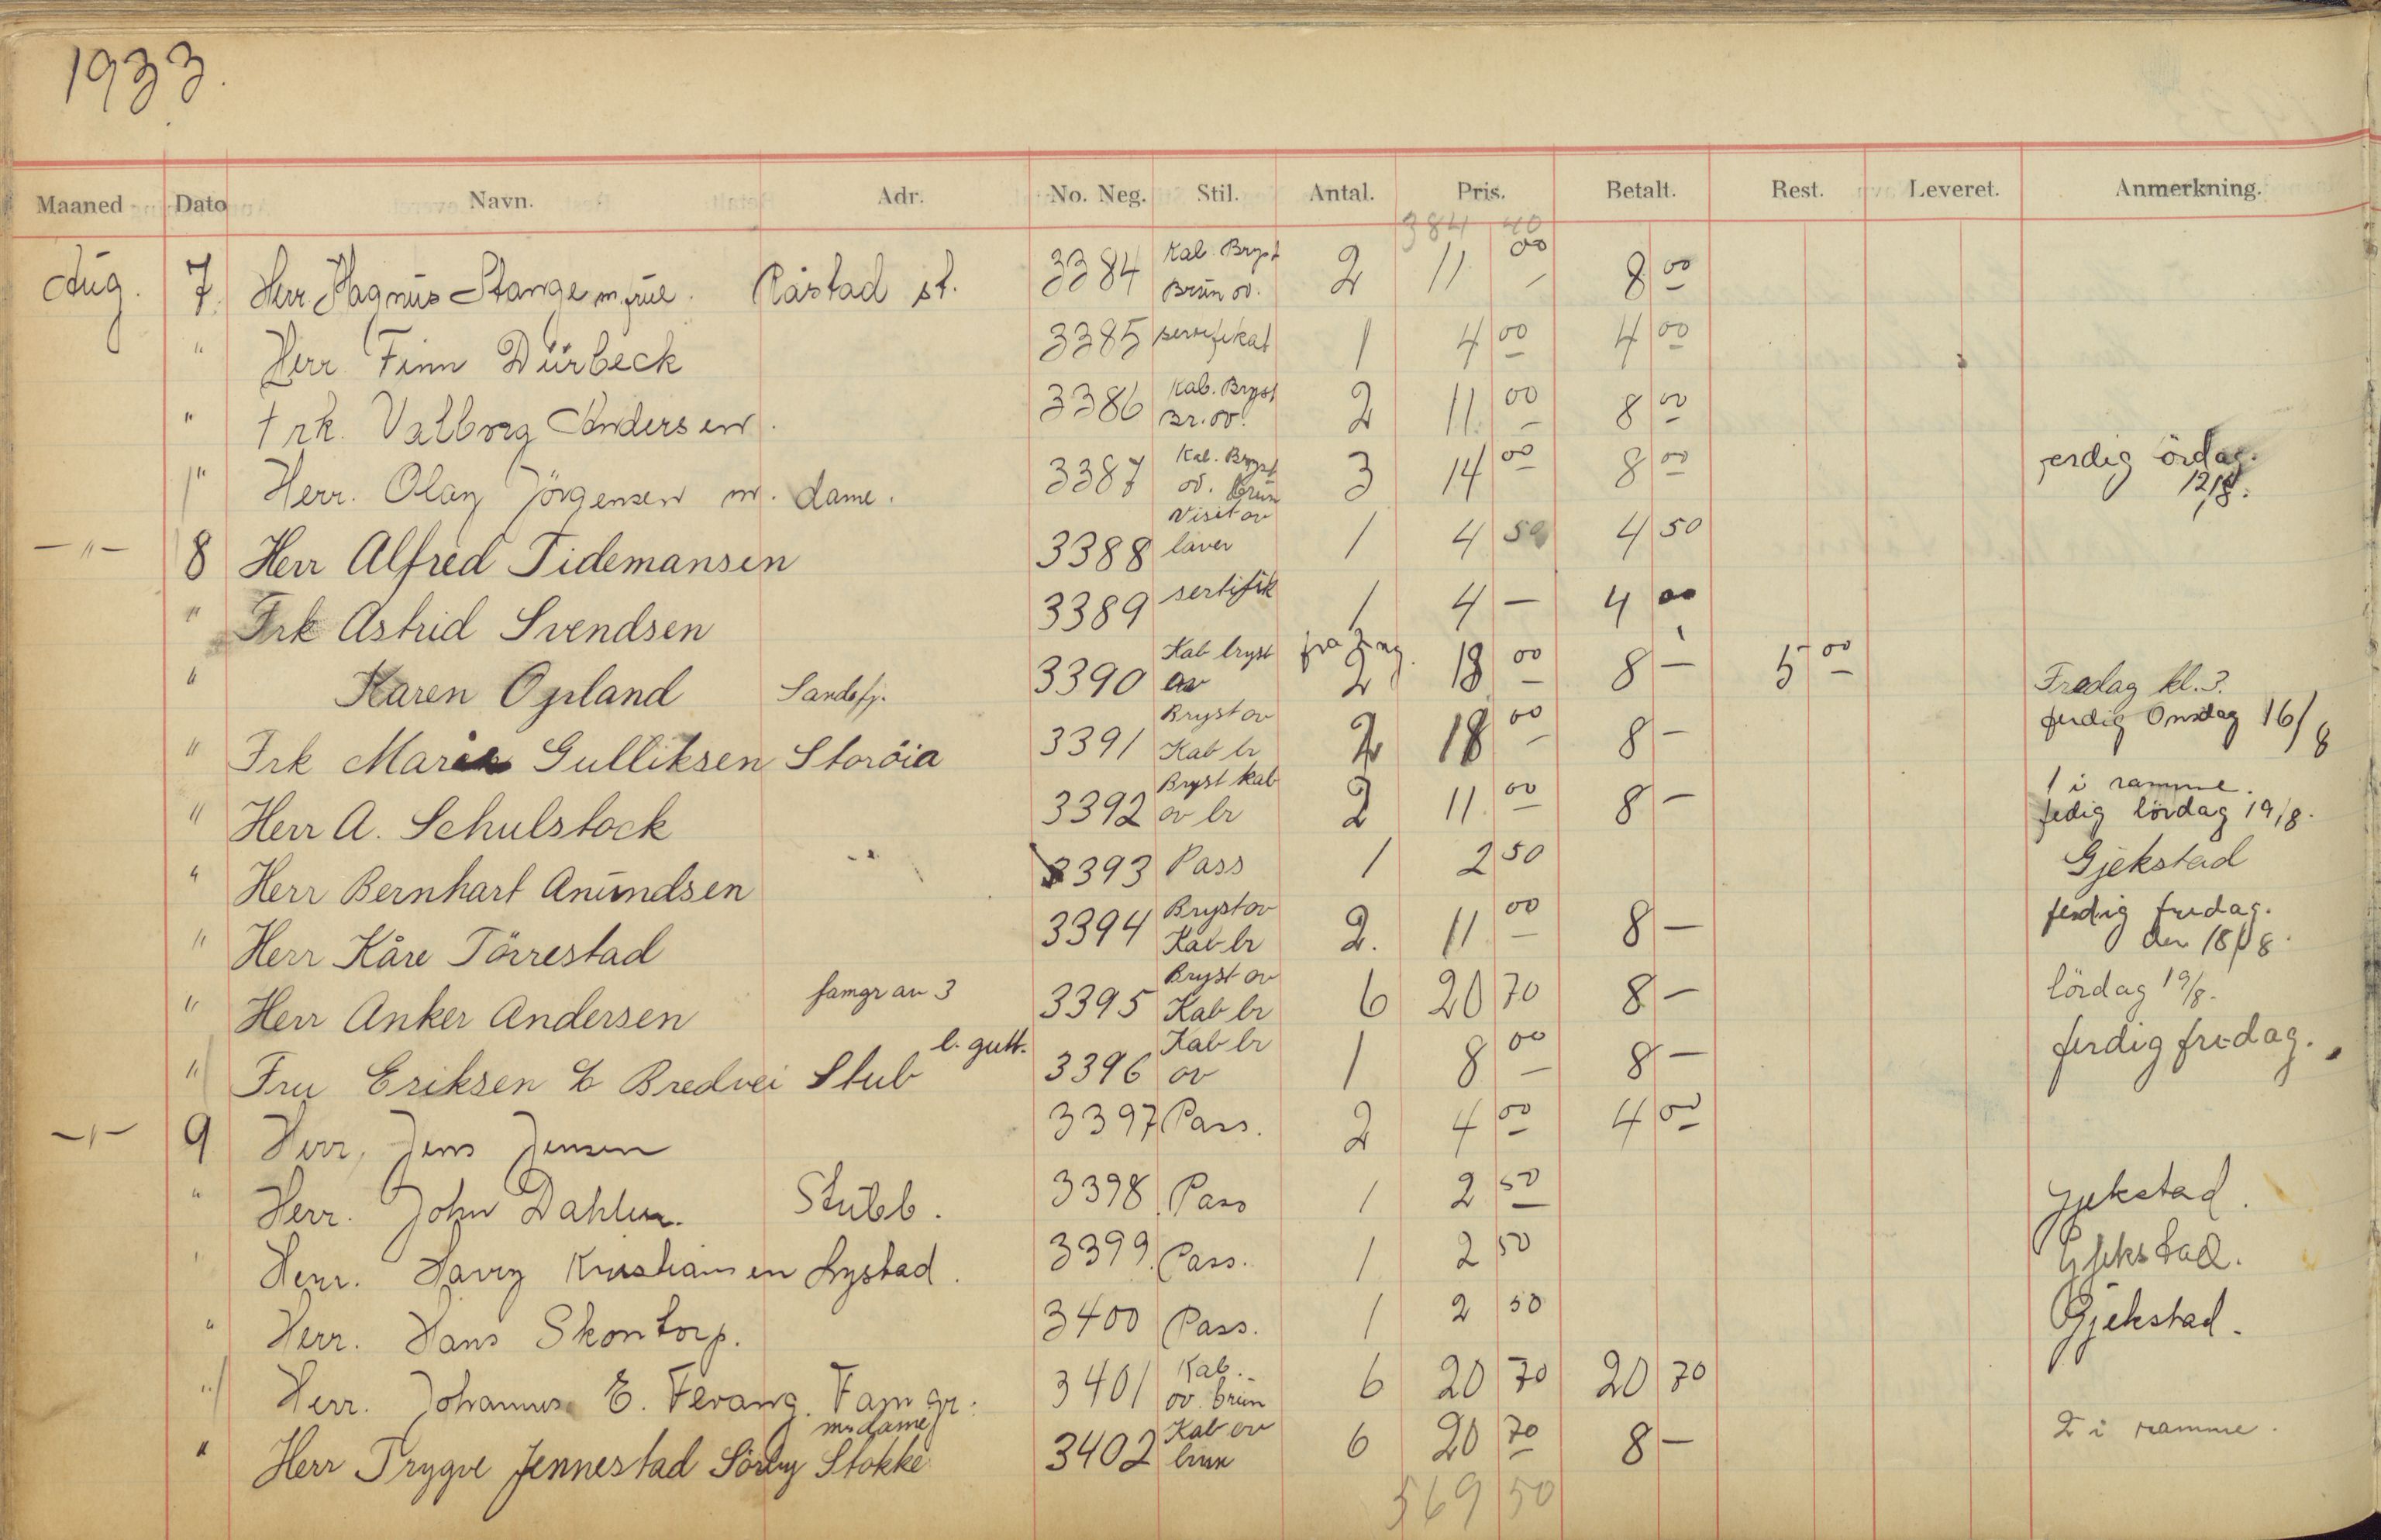 1933.
Maaned Dato Navn. Adr. No. Neg. Stil. Antal. Pris. Betalt. Rest. Leveret. Anmerkning.
384 40
Aug. 7. Herr Magnus Stange m. frue. Råstad st. 3384 Kab. Bryst Brün ov. 2 11 00 8 00
" Herr Finn Dürbeck 3385 sertifikat 1 4 00 4 00
" Frk. Valborg Andersen. 3386 Kab. Bryst Br. ov. 2 11 00 8 00
" Herr. Olaf Jörgensen m. dame. 3387 Kab. Bryst ov. brün 3 14 00 8 00 ferdig ördag. 12/8.
-"- 8 Herr Alfred Tidemansen 3388 Visit ov laver 1 4 50 4 50
" Frk Astrid Svendsen 3389 sertifik 1 4 - 4 00
" Karen Opland Sandefj. 3390 Kab bryst ov 2 18 00 8 - 5 00 Fredag kl. 3.
" Frk Marie Gulliksen Storöia 3391 Bryst ov Kab br 2 18 00 8 - ferdig Onsdag 16/8
" Herr A. Schulstock 3392 Bryst kab ov br 2 11 00 8 - 1 i ramme. fedig lördag 19/8.
" Herr Bernhart Anundsen -"- 3393 Pass 1 2 50 Gjekstad
" Herr Kåre Törrestad 3394 Bryst ov Kab br 2. 11 00 8 - ferdig fredag. den 18/8.
" Herr Anker Andersen famgr av 3 3395 Bryst ov Kab br 6 20 70 8 - lördag 19/8.
" Fru Eriksen % Bredvei Stub l. gutt. 3396 Kab br ov 1 8 00 8 - ferdig fredag.
-"- 9 Herr, Jens Jensen 3397 Pass. 2 4 00 4 00
" Herr. John Dahlen. Stubb. 3398 Pass 1 2 50 Gjekstad.
" Herr. Harry Kristiansen Lystad. 3399. Pass. 1 2 50 Gjekstad.
" Herr. Hans Skontorp. 3400 Pass. 1 2 50 Gjekstad.
" Herr. Johannes E. Fevang. Fam gr. 3401 Kab. ov. brün 6 20 70 20 70
" Herr Trygve Jennestad Sörby Stokke m. dame 3402 Kab ov brun 6 20 70 8 - 2 i ramme.
569 50